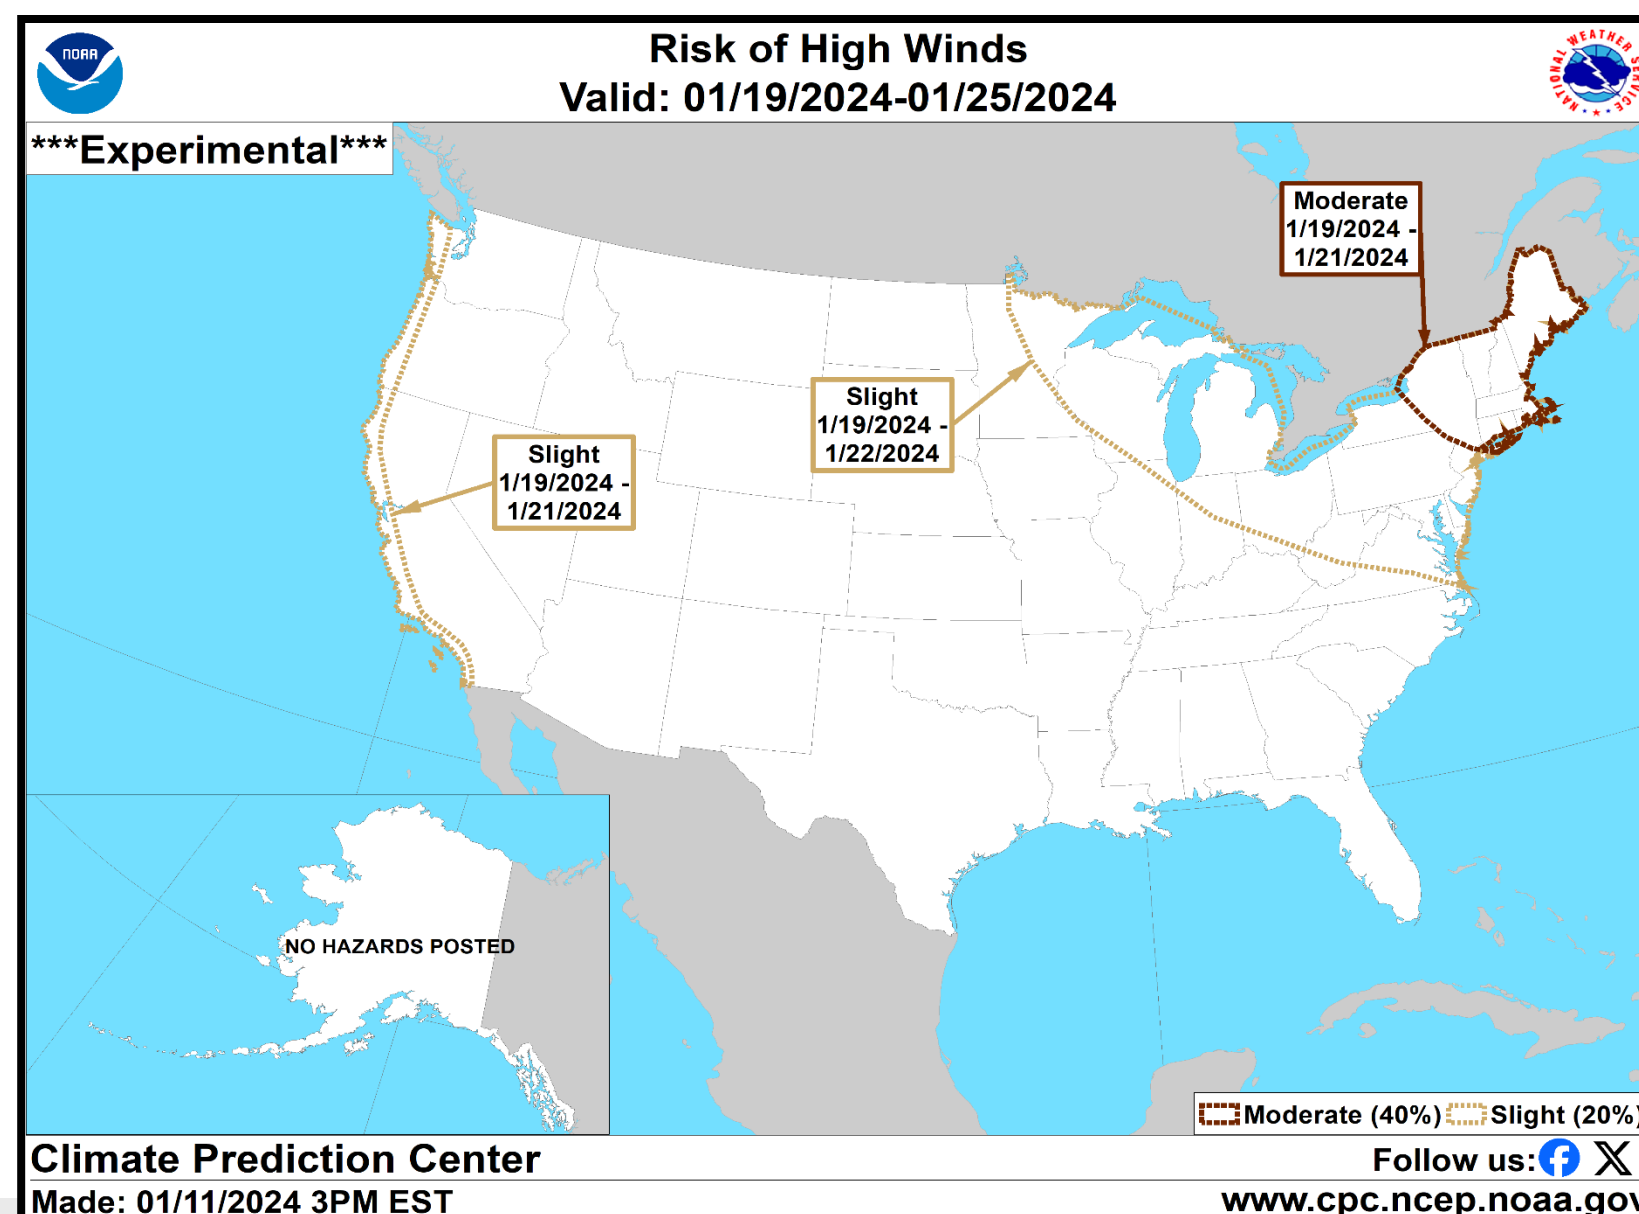 NOAA
Risk of High Winds
Valid: 01/19/2024-01/25/2024
NATIONAL WEATHER SERVICE
***Experimental***
Moderate
1/19/2024 -
1/21/2024
Slight
1/19/2024 -
1/22/2024
Slight
1/19/2024 -
1/21/2024
NO HAZARDS POSTED
Moderate (40%) Slight (20%)
Climate Prediction Center
Follow us:
Made: 01/11/2024 3PM EST
www.cpc.ncep.noaa.gov